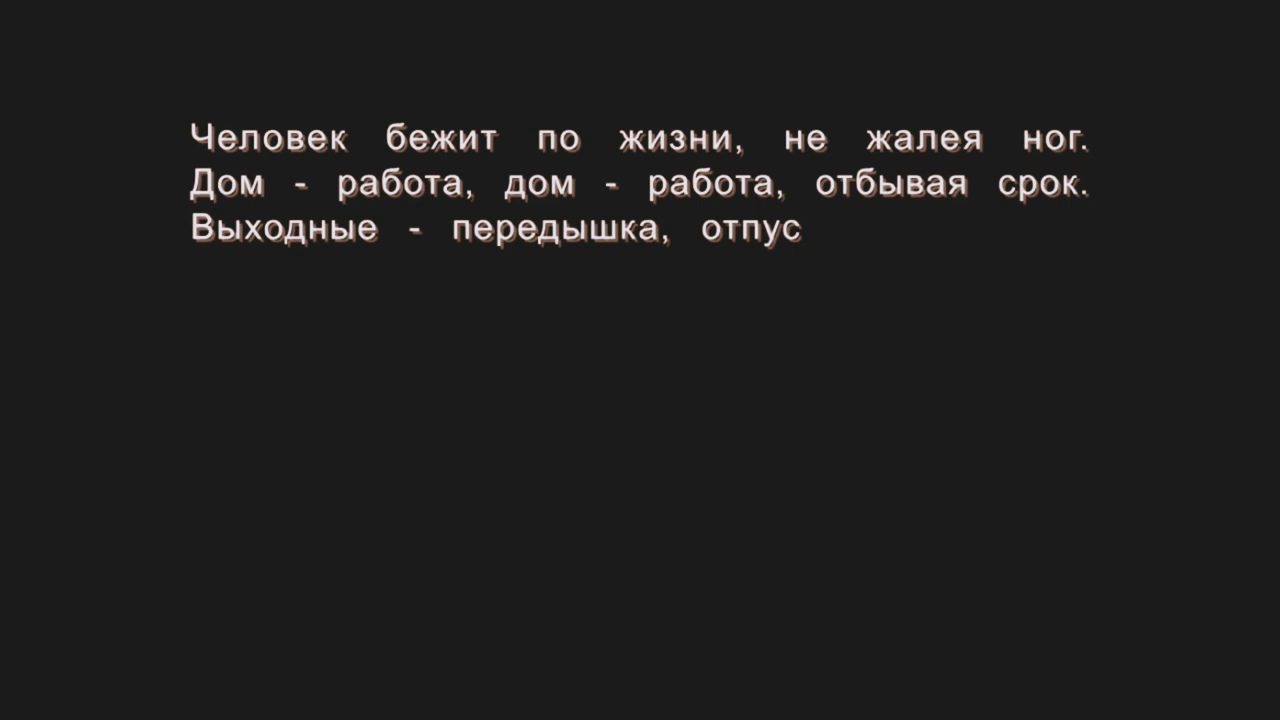 Человек бежит по жизни, не жалея ног.
Дом - работа, дом - работа, отбывая срок.
Выходные - передышка, отпус